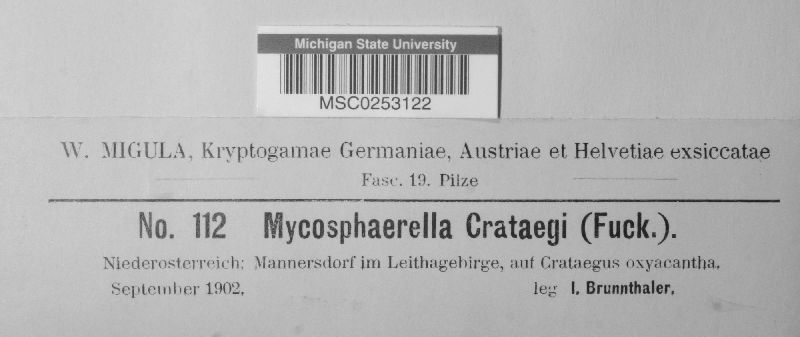 Michigan State University
MSC0253122
W. MIGULA, Kryptogamae Germaniae, Austriae et Helvetiae exsiccatae
Fasc. 19. Pilze
No. 112 Mycosphaerella Crataegi (Fuck.).
Niederosterreich: Mannersdorf im Leithagebirge, auf Crataegus oxyacantha.
September 1902, leg I. Brunnthaler,